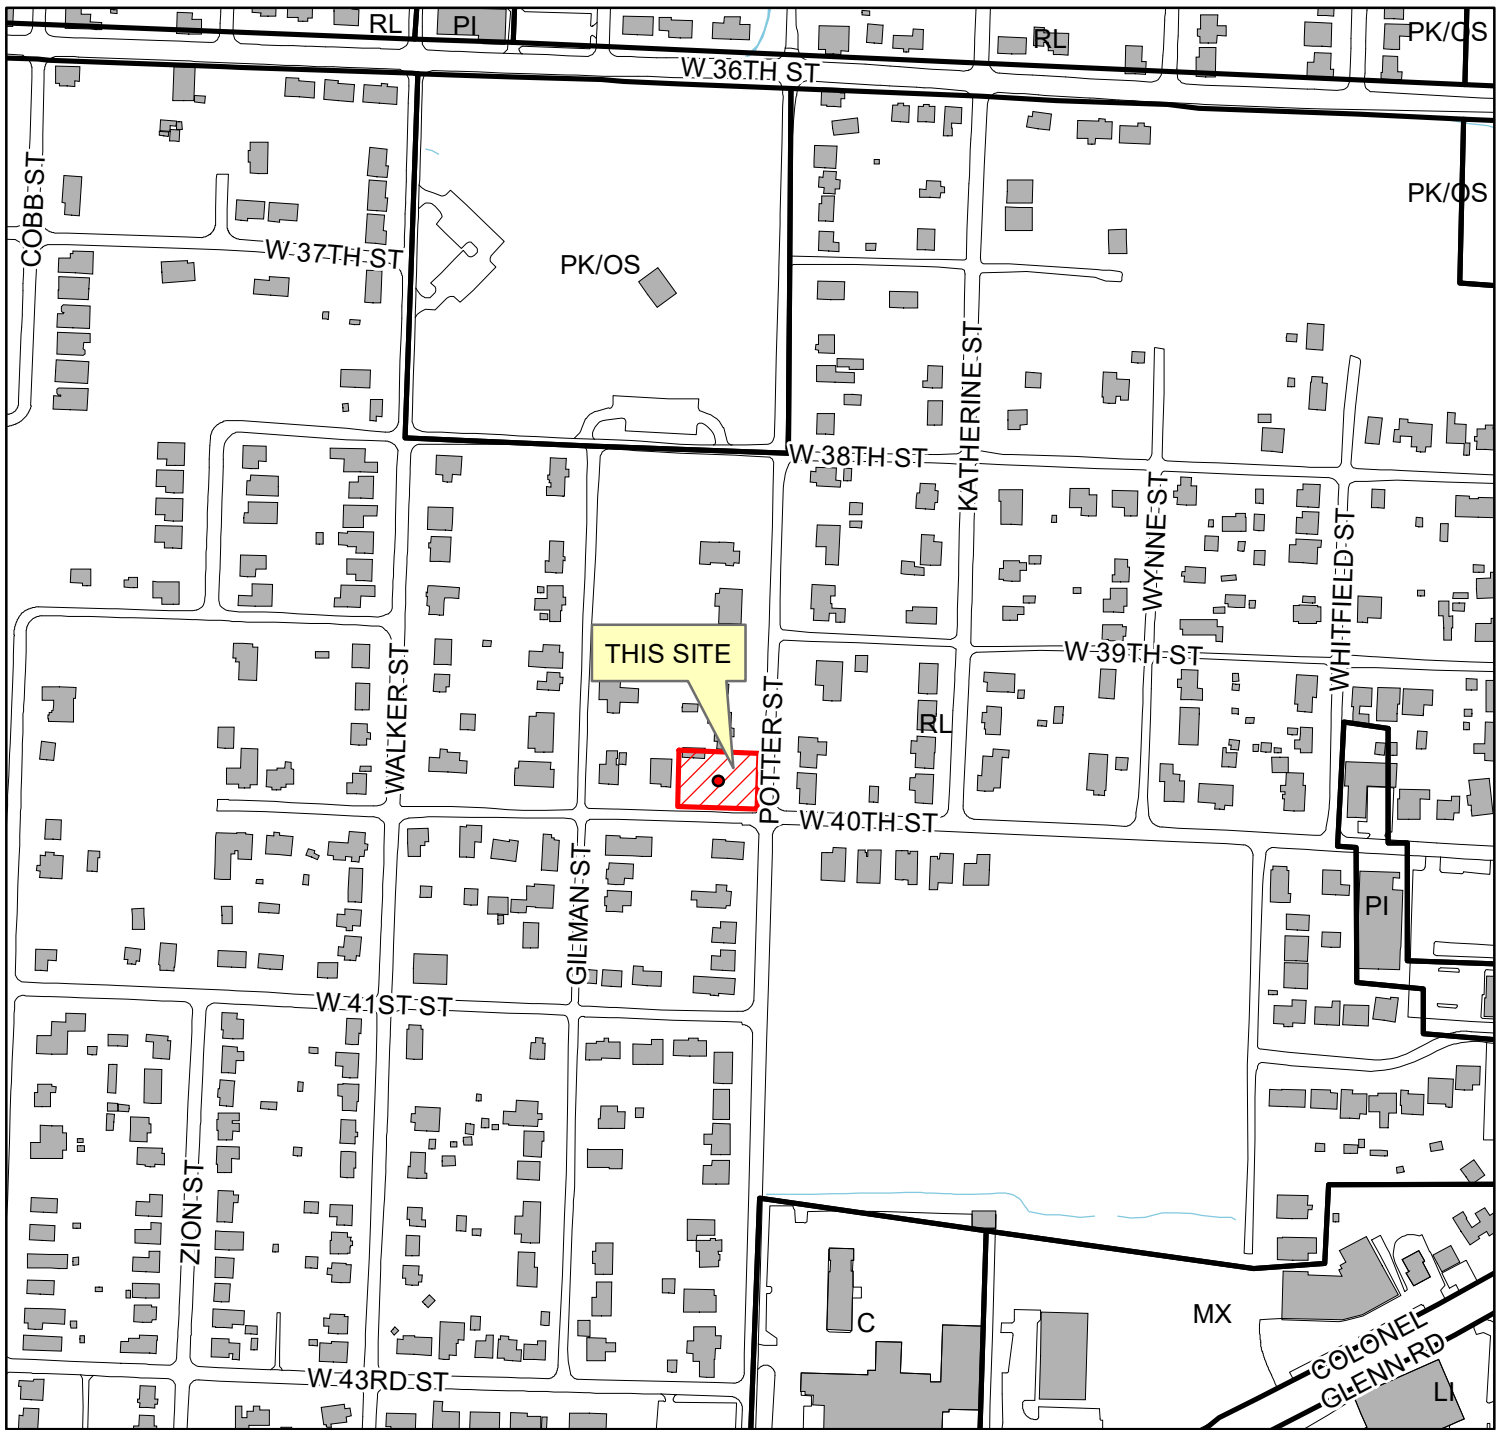 RL
PI
RL
PK/OS
W 36TH ST
COBB ST
PK/OS
W 37TH ST
PK/OS
KATHERINE ST
W 38TH ST
WYNNE ST
WHITFIELD ST
THIS SITE
W 39TH ST
WALKER ST
POTTER ST
RL
W 40TH ST
GILMAN ST
PI
W 41ST ST
ZION ST
C
MX
COLONEL
GLENN RD
W 43RD ST
LI